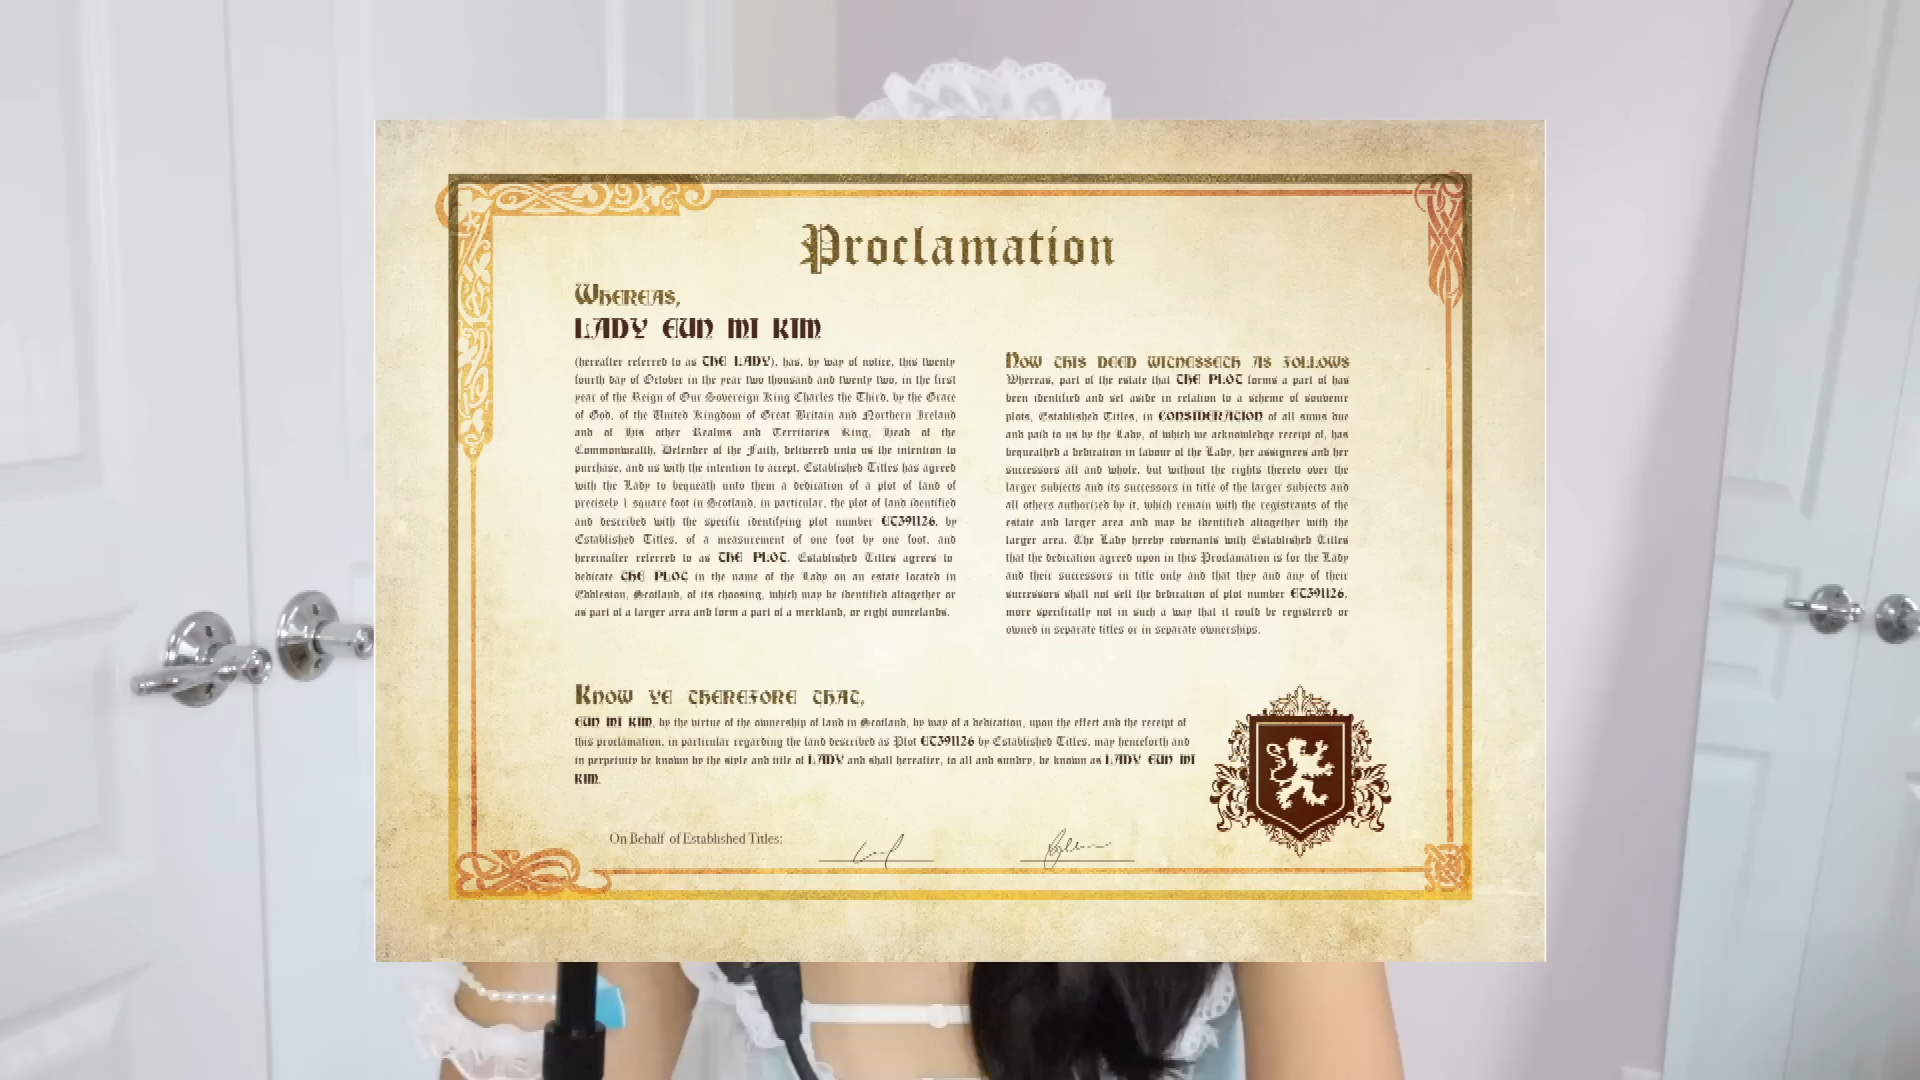 Proclamation
Whereas,
LADY EUN MI KIM
(hereafter referred to as THE LADY), has, by way of notice, this twenty
fourth day of October in the year two thousand and twenty two, in the first
year of the Reign of Our Sovereign King Charles the Third, by the Grace
of God, of the United Kingdom of Great Britain and Northern Ireland
and of His other Realms and Territories King, Head of the
Commonwealth, Defender of the Faith, delivered unto us the intention to
purchase, and us with the intention to accept. Established Titles has agreed
with the Lady to bequeath unto them a dedication of a plot of land of
precisely 1 square foot in Scotland, in particular, the plot of land identified
and described with the specific identifying plot number ET391126, by
Established Titles, of a measurement of one foot by one foot, and
hereinafter referred to as THE PLOT. Established Titles agrees to
dedicate THE PLOT in the name of the Lady on an estate located in
Eddleston, Scotland, of its choosing, which may be identified altogether or
as part of a larger area and form a part of a merkland, or eight ouncelands.
Now this deed witnesseth as follows
Whereas, part of the estate that THE PLOT forms a part of has
been identified and set aside in relation to a scheme of souvenir
plots, Established Titles, in CONSIDERATION of all sums due
and paid to us by the Lady, of which we acknowledge receipt of, has
bequeathed a dedication in favour of the Lady, her assignees and her
successors all and whole, but without the rights thereto over the
larger subjects and its successors in title of the larger subjects and
all others authorized by it, which remain with the registrants of the
estate and larger area and may be identified altogether with the
larger area. The Lady hereby covenants with Established Titles
that the dedication agreed upon in this Proclamation is for the Lady
and their successors in title only and that they and any of their
successors shall not sell the dedication of plot number ET391126,
more specifically not in such a way that it could be registered or
owned in separate titles or in separate ownerships.
Know ye therefore that,
EUN MI KIM, by the virtue of the ownership of land in Scotland, by way of a dedication, upon the effect and the receipt of
this proclamation, in particular regarding the land described as Plot ET391126 by Established Titles, may henceforth and
in perpetuity be known by the style and title of LADY and shall hereafter, to all and sundry, be known as LADY EUN MI
KIM.
On Behalf of Established Titles: